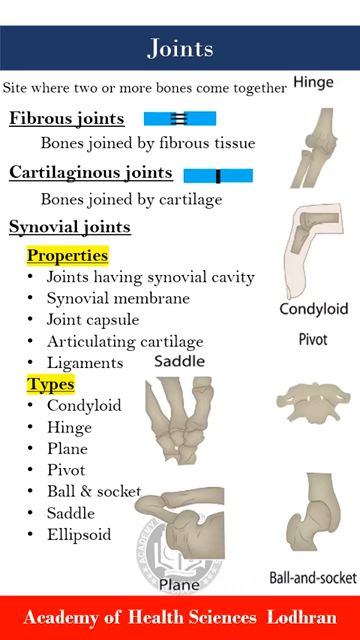 Joints
Site where two or more bones come together
Hinge
Fibrous joints
Bones joined by fibrous tissue
Cartilaginous joints
Bones joined by cartilage
Synovial joints
Properties
• Joints having synovial cavity
• Synovial membrane
• Joint capsule
• Articulating cartilage
• Ligaments
Types
• Condyloid
• Hinge
• Plane
• Pivot
• Ball & socket
• Saddle
• Ellipsoid
Condyloid
Pivot
Saddle
Plane
Ball-and-socket
ACADEMY
Academy of Health Sciences Lodhran